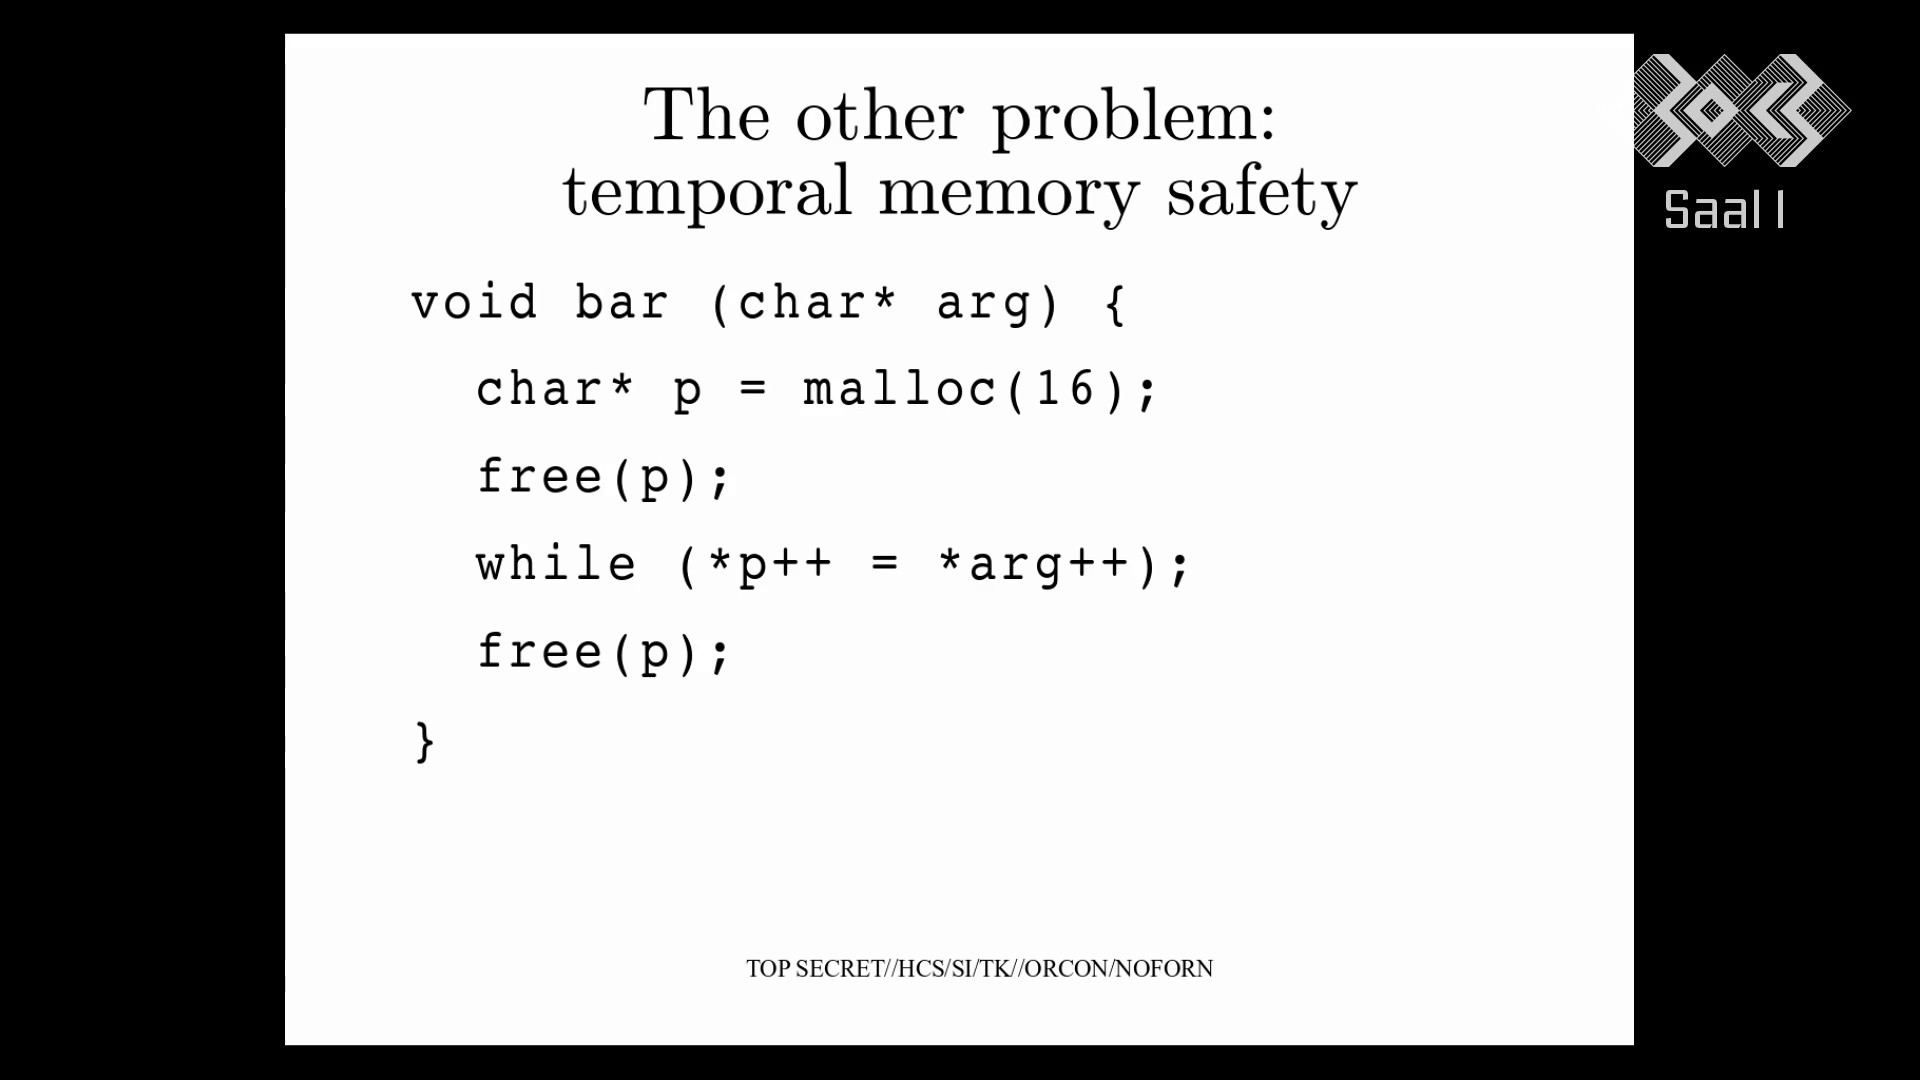 The other problem:
temporal memory safety
void bar (char* arg) {
char* p = malloc(16);
free(p);
while (*p++ = *arg++);
free(p);
}
TOP SECRET//HCS/SI/TK//ORCON/NOFORN
Saal 1